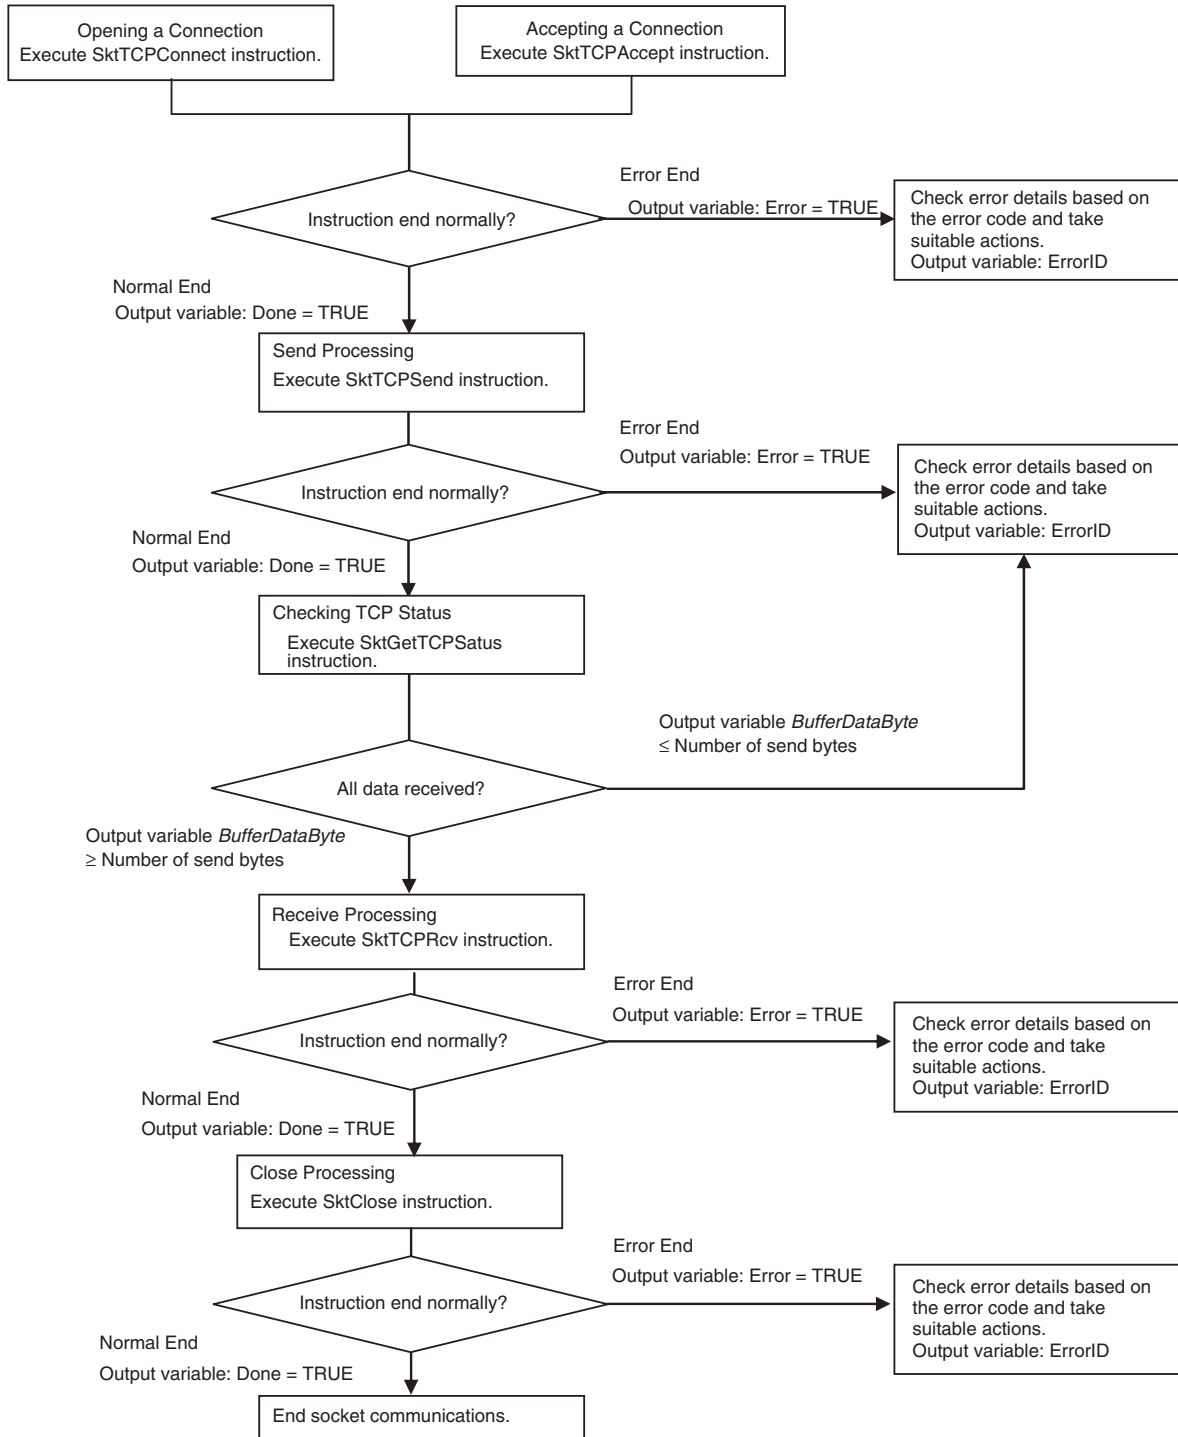 Opening a Connection
Execute SktTCPConnect instruction.
Accepting a Connection
Execute SktTCPAccept instruction.
Instruction end normally?
Error End
Output variable: Error = TRUE
Check error details based on
the error code and take
suitable actions.
Output variable: ErrorID
Normal End
Output variable: Done = TRUE
Send Processing
Execute SktTCPSend instruction.
Instruction end normally?
Error End
Output variable: Error = TRUE
Check error details based on
the error code and take
suitable actions.
Output variable: ErrorID
Normal End
Output variable: Done = TRUE
Checking TCP Status
Execute SktGetTCPSatus
instruction.
Output variable BufferDataByte
≤ Number of send bytes
All data received?
Output variable BufferDataByte
≥ Number of send bytes
Receive Processing
Execute SktTCPRcv instruction.
Instruction end normally?
Error End
Output variable: Error = TRUE
Check error details based on
the error code and take
suitable actions.
Output variable: ErrorID
Normal End
Output variable: Done = TRUE
Close Processing
Execute SktClose instruction.
Instruction end normally?
Error End
Output variable: Error = TRUE
Check error details based on
the error code and take
suitable actions.
Output variable: ErrorID
Normal End
Output variable: Done = TRUE
End socket communications.